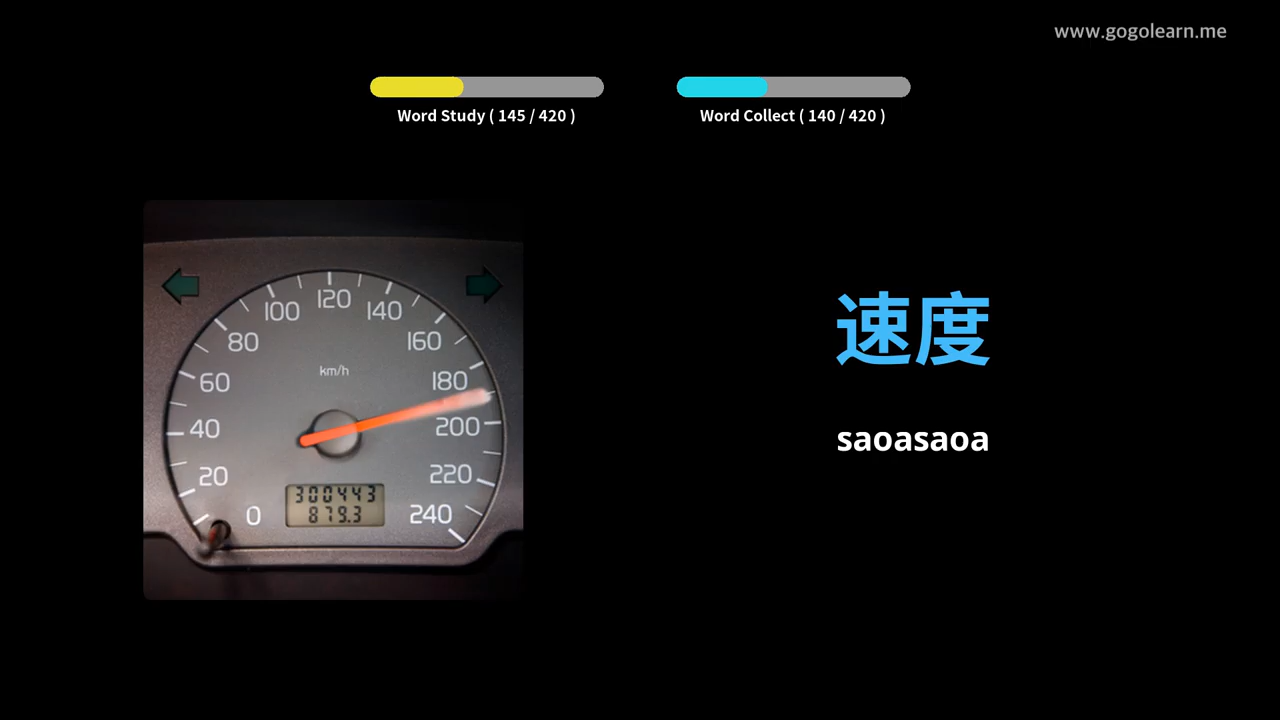 www.gogolearn.me
Word Study ( 145 / 420 )
Word Collect ( 140 / 420 )
速度
saoasaoa
120
100
140
80
160
km/h
60
180
40
200
20
220
300443
0
879.3
240